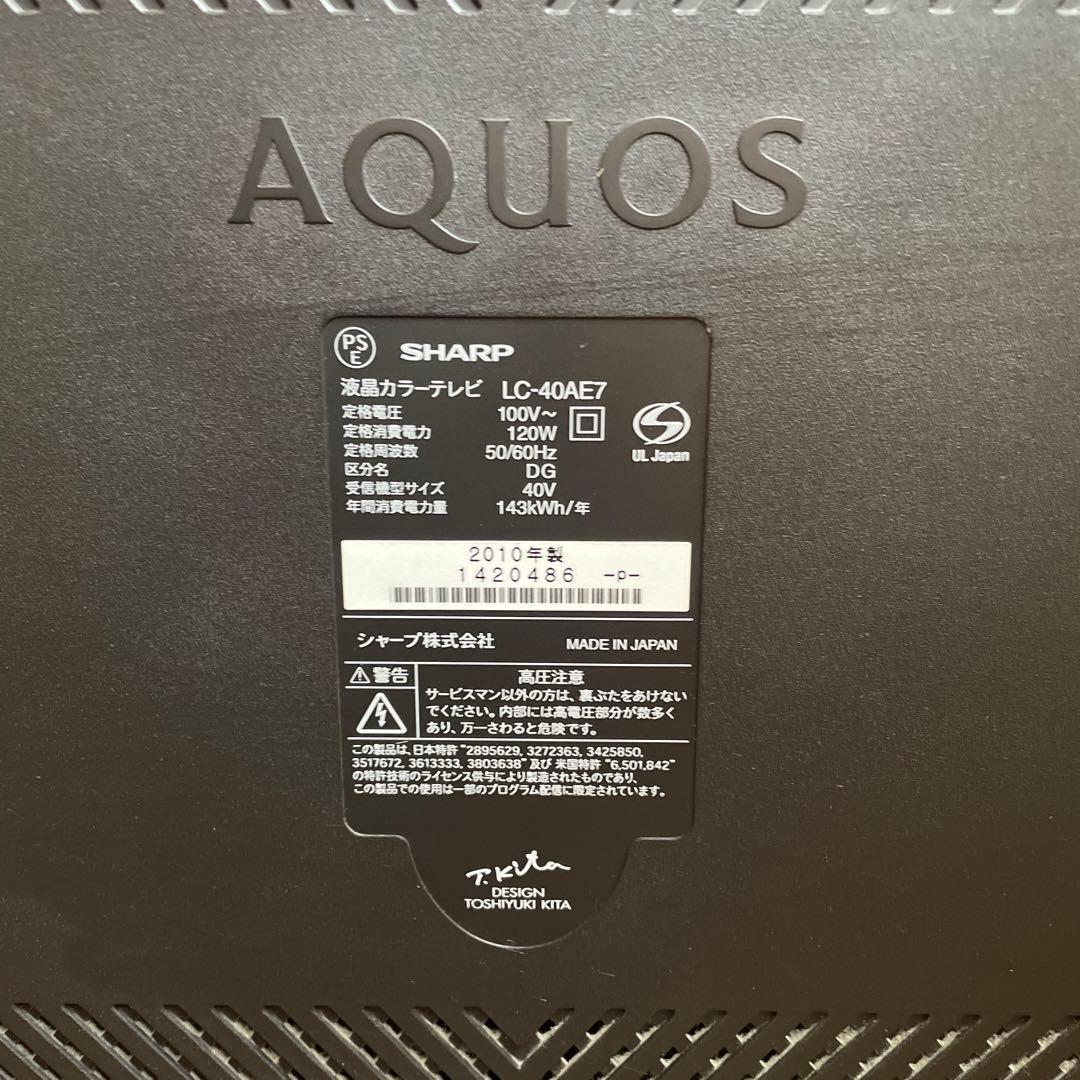 AQUOS
PSE SHARP
液晶カラーテレビ LC-40AE7
定格電圧 100V～
定格消費電力 120W
定格周波数 50/60Hz
区分名 DG
受信機型サイズ 40V
年間消費電力量 143kWh/年
UL Japan
2010年製
1420486 -p-
シャープ株式会社 MADE IN JAPAN
警告 高圧注意
サービスマン以外の方は、裏ぶたをあけない
でください。内部には高電圧部分が数多く
あり、万一さわると危険です。
この製品は、日本特許 "2895629, 3272363, 3425850,
3517672, 3613333, 3803638" 及び 米国特許 "6,501,842"
の特許技術のライセンス供与により製造されたものであり、
この製品での使用は一部のプログラム配信に限定されています。
T.Kita
DESIGN
TOSHIYUKI KITA